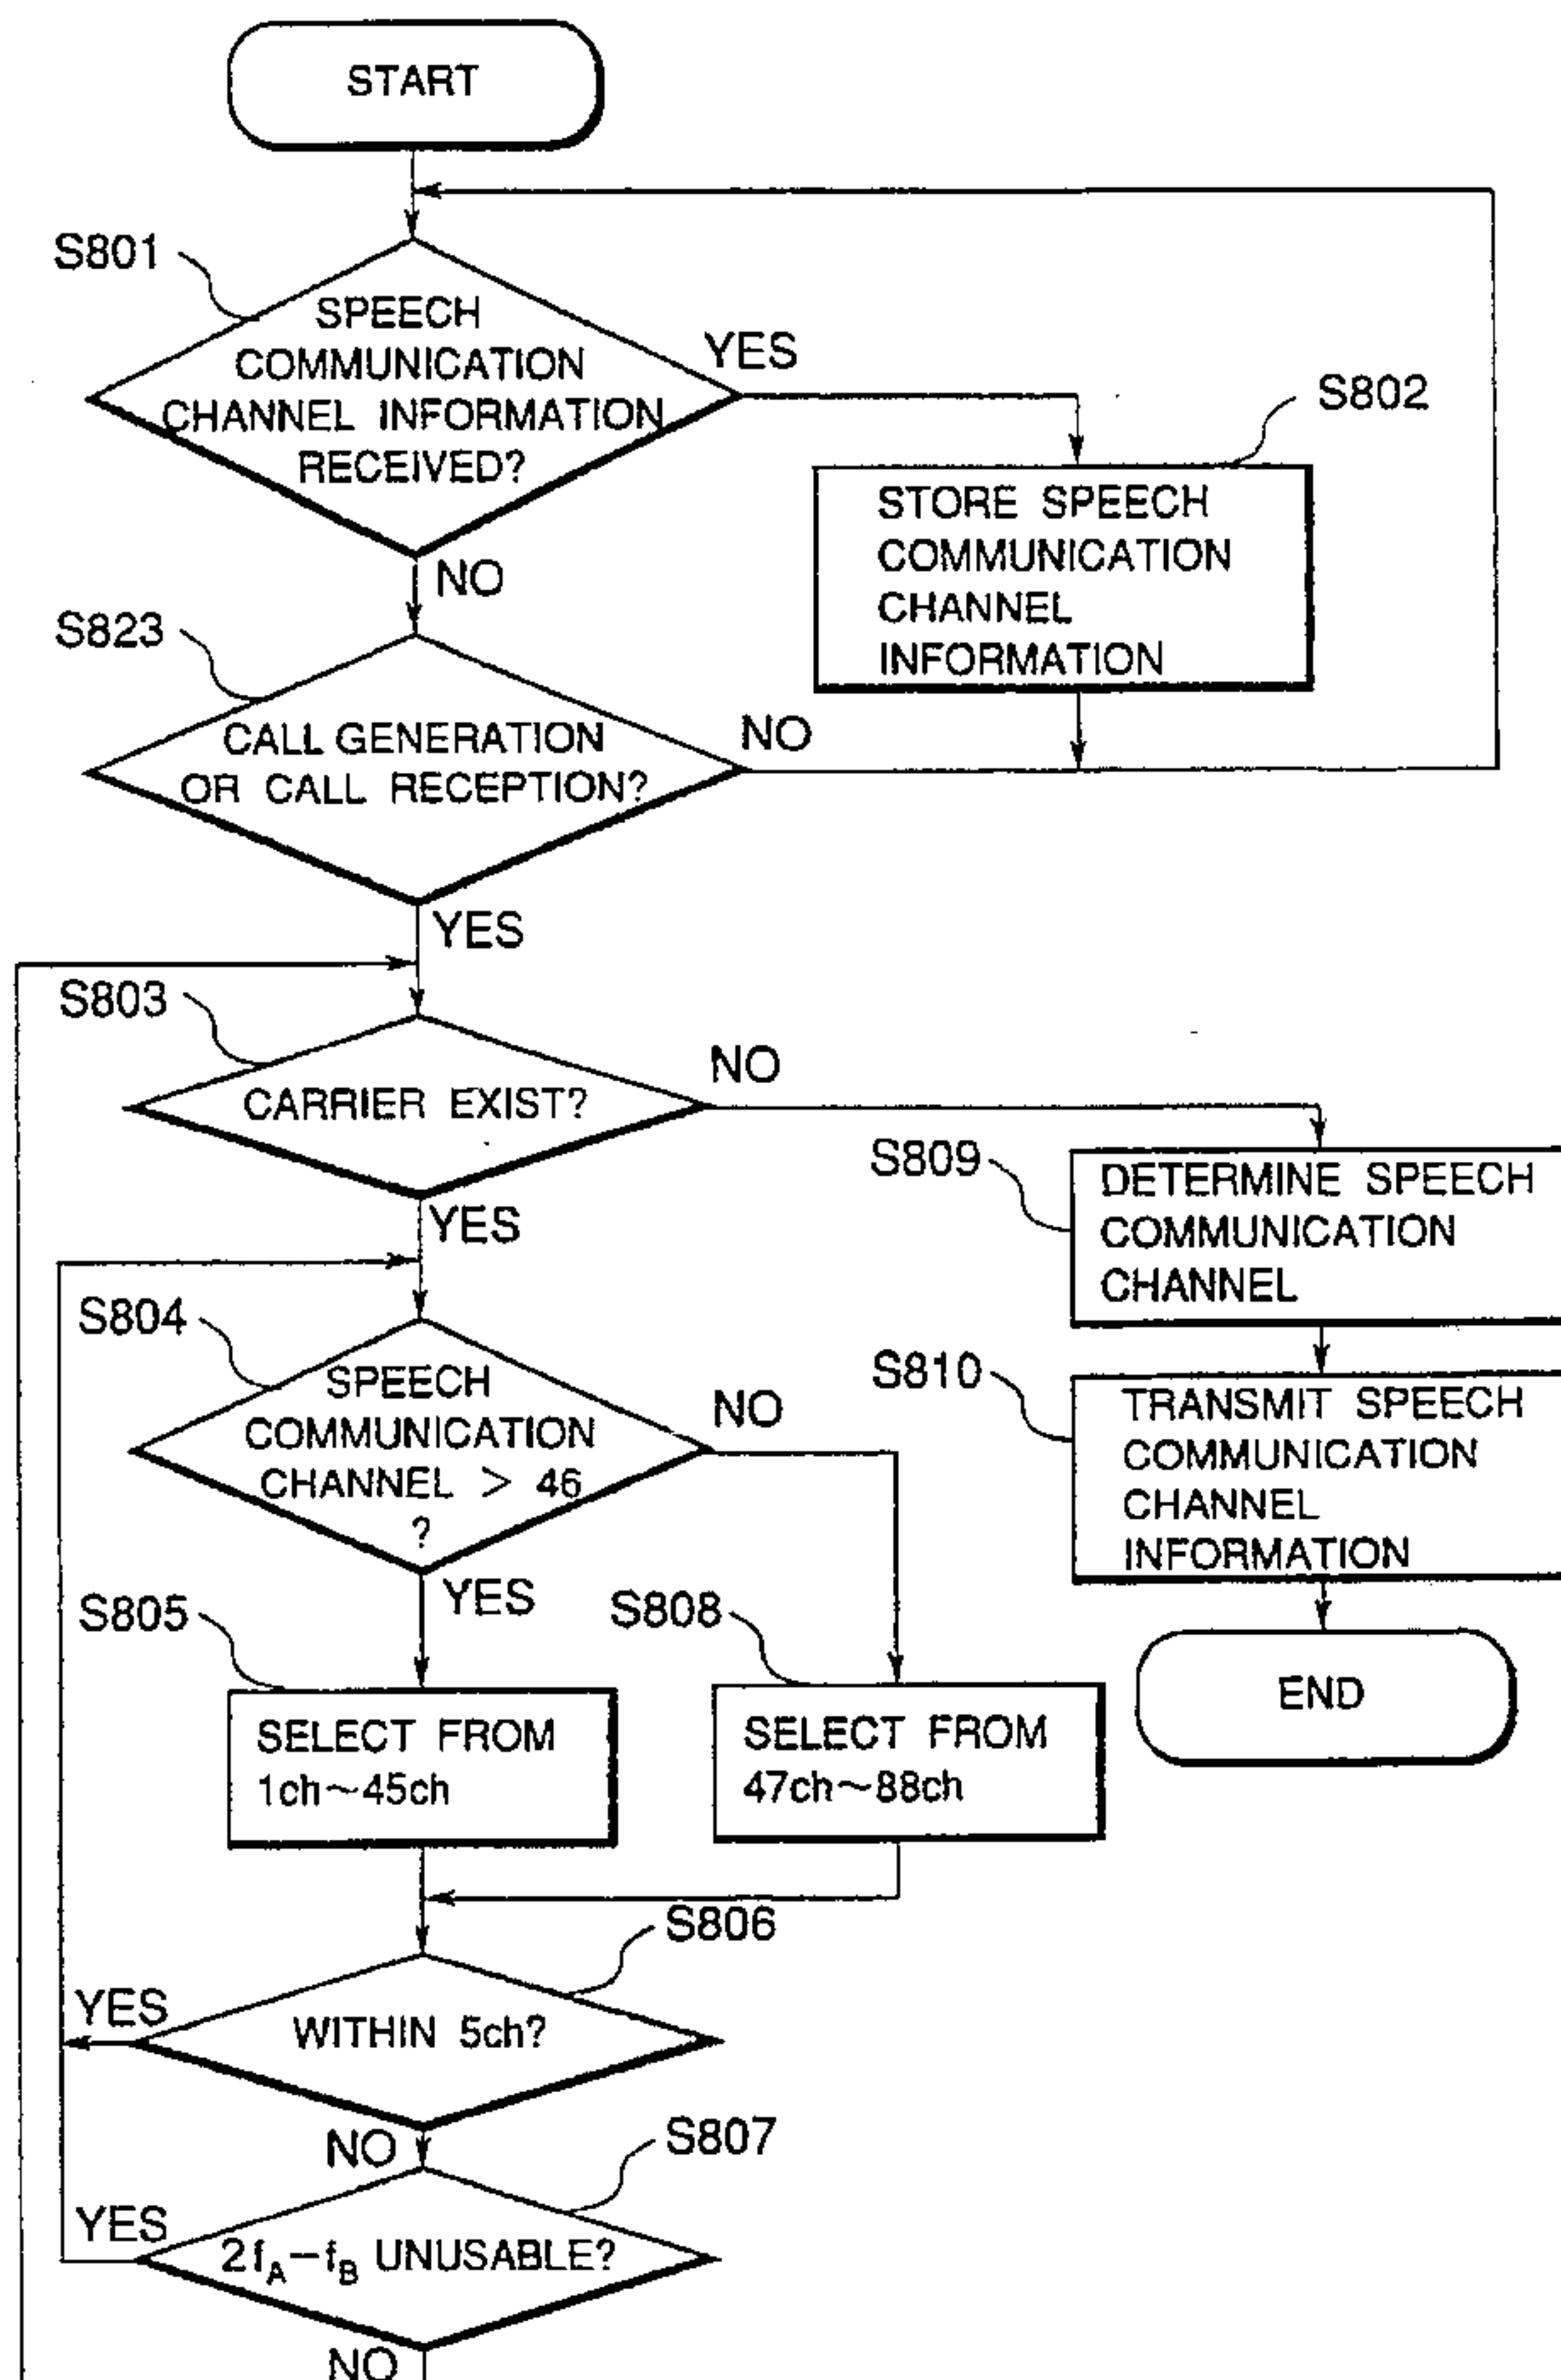 START
S801
SPEECH
COMMUNICATION
CHANNEL INFORMATION
RECEIVED?
YES
NO
S802
STORE SPEECH
COMMUNICATION
CHANNEL
INFORMATION
S823
CALL GENERATION
OR CALL RECEPTION?
NO
YES
S803
CARRIER EXIST?
NO
YES
S809
DETERMINE SPEECH
COMMUNICATION
CHANNEL
S804
SPEECH
COMMUNICATION
CHANNEL > 46
?
NO
YES
S810
TRANSMIT SPEECH
COMMUNICATION
CHANNEL
INFORMATION
END
S805
SELECT FROM
1ch~45ch
S808
SELECT FROM
47ch~88ch
S806
WITHIN 5ch?
YES
NO
S807
2fA−fB UNUSABLE?
YES
NO